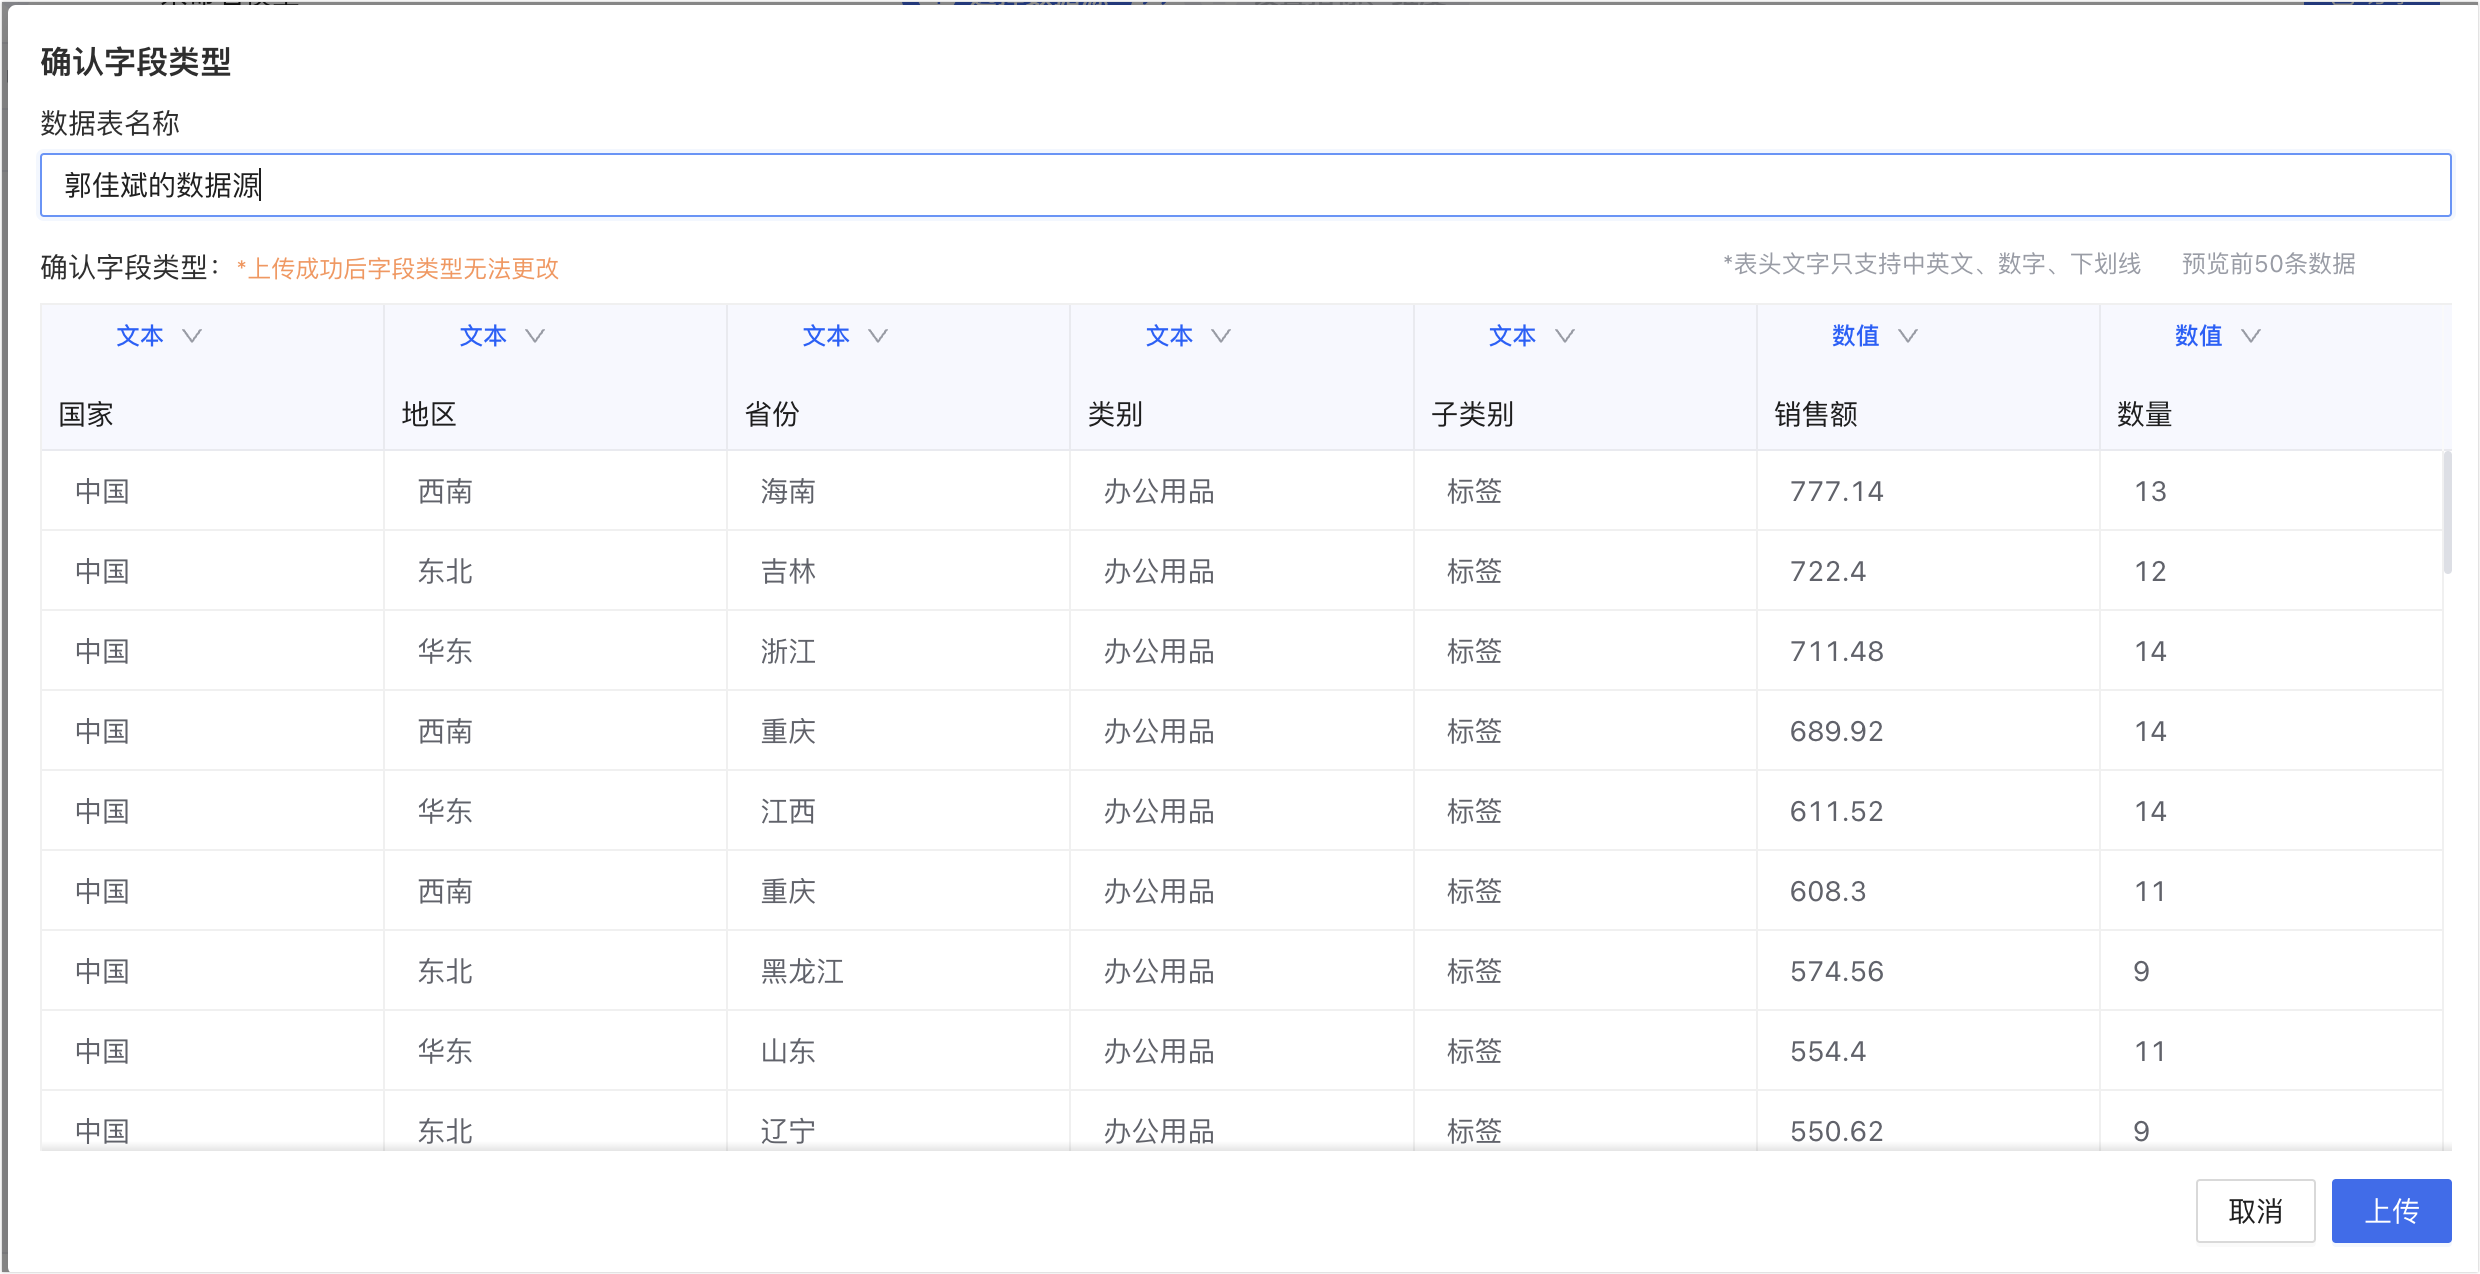 确认字段类型
数据表名称
郭佳斌的数据源
确认字段类型： *上传成功后字段类型无法更改 *表头文字只支持中英文、数字、下划线 预览前50条数据
文本 文本 文本 文本 文本 数值 数值
国家 地区 省份 类别 子类别 销售额 数量
中国 西南 海南 办公用品 标签 777.14 13
中国 东北 吉林 办公用品 标签 722.4 12
中国 华东 浙江 办公用品 标签 711.48 14
中国 西南 重庆 办公用品 标签 689.92 14
中国 华东 江西 办公用品 标签 611.52 14
中国 西南 重庆 办公用品 标签 608.3 11
中国 东北 黑龙江 办公用品 标签 574.56 9
中国 华东 山东 办公用品 标签 554.4 11
中国 东北 辽宁 办公用品 标签 550.62 9
取消 上传